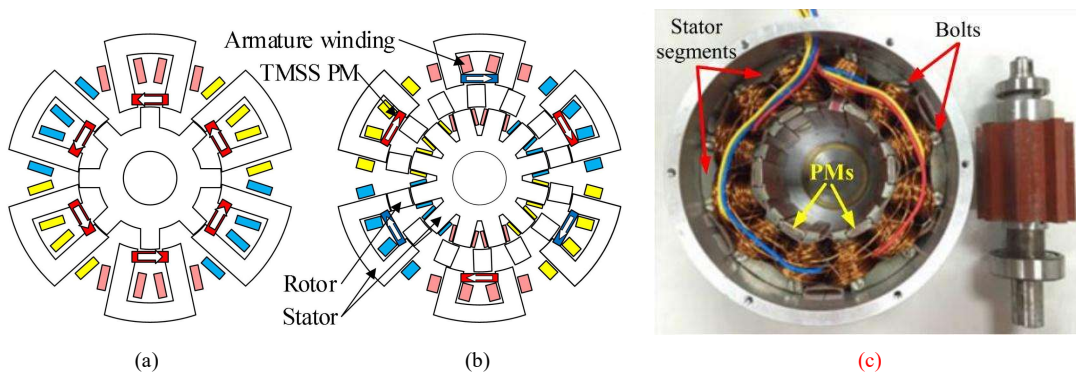 Armature winding
TMSS PM
Rotor
Stator
Stator
segments
Bolts
PMs
(a)
(b)
(c)